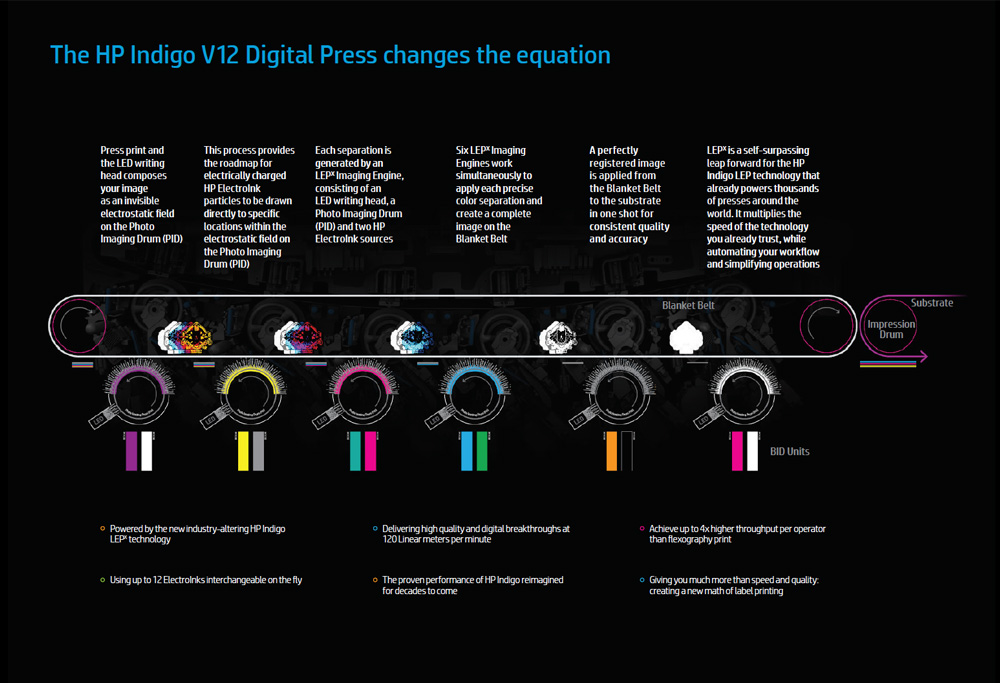 The HP Indigo V12 Digital Press changes the equation
Press print and
the LED writing
head composes
your image
as an invisible
electrostatic field
on the Photo
Imaging Drum (PID)
This process provides
the roadmap for
electrically charged
HP ElectroInk
particles to be drawn
directly to specific
locations within the
electrostatic field on
the Photo Imaging
Drum (PID)
Each separation is
generated by an
LEPˣ Imaging Engine,
consisting of an
LED writing head, a
Photo Imaging Drum
(PID) and two HP
ElectroInk sources
Six LEPˣ Imaging
Engines work
simultaneously to
apply each precise
color separation and
create a complete
image on the
Blanket Belt
A perfectly
registered image
is applied from
the Blanket Belt
to the substrate
in one shot for
consistent quality
and accuracy
LEPˣ is a self-surpassing
leap forward for the HP
Indigo LEP technology that
already powers thousands
of presses around the
world. It multiplies the
speed of the technology
you already trust, while
automating your workflow
and simplifying operations
Blanket Belt
Substrate
Impression
Drum
LED
LED
LED
LED
LED
LED
BID Units
Powered by the new industry-altering HP Indigo
LEPˣ technology
Delivering high quality and digital breakthroughs at
120 Linear meters per minute
Achieve up to 4x higher throughput per operator
than flexography print
Using up to 12 ElectroInks interchangeable on the fly
The proven performance of HP Indigo reimagined
for decades to come
Giving you much more than speed and quality:
creating a new math of label printing